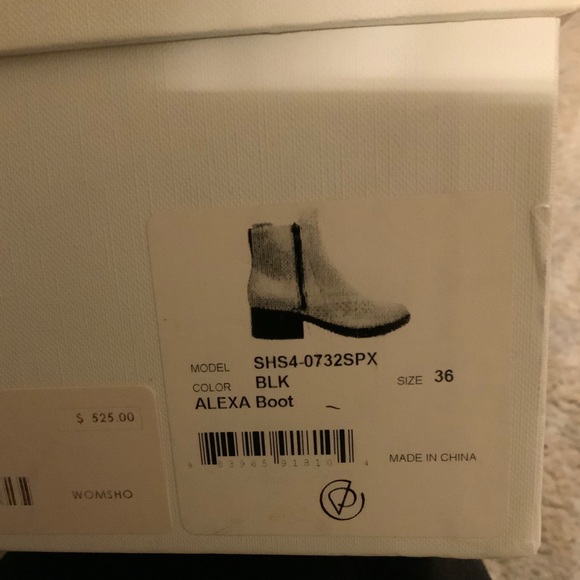 MODEL SHS4-0732SPX
COLOR BLK
SIZE 36
ALEXA Boot
MADE IN CHINA
$ 525.00
WOMSHO